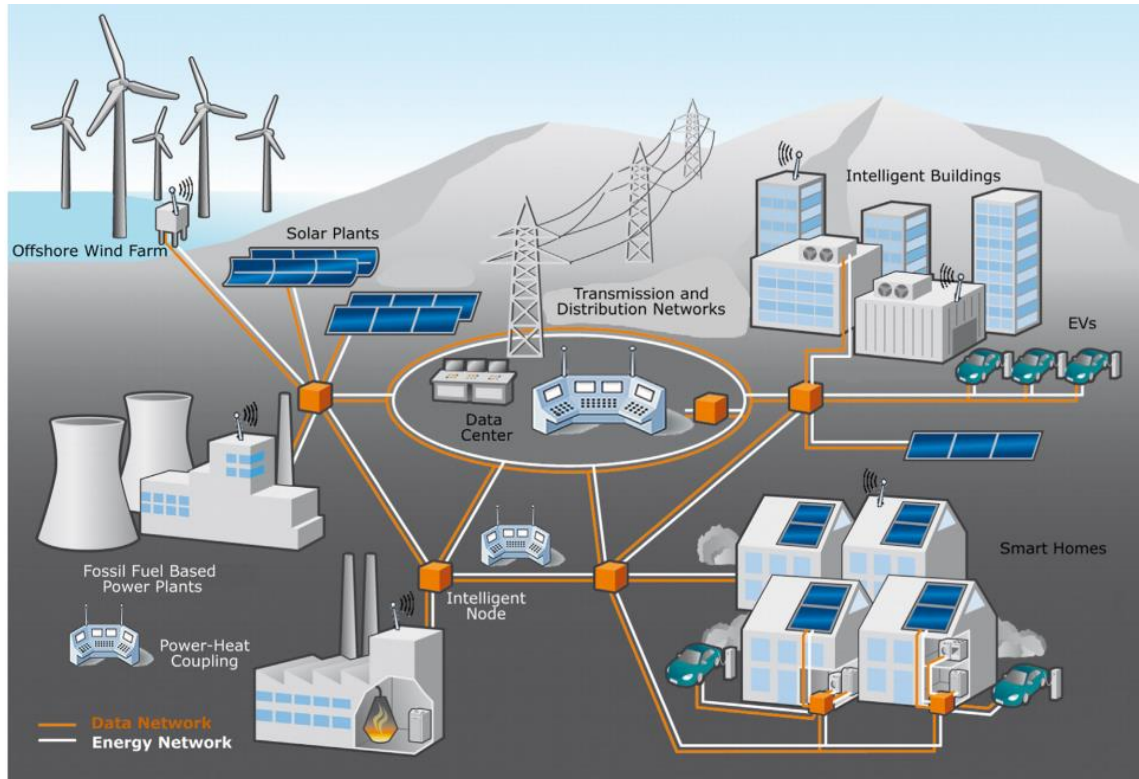 Offshore Wind Farm
Solar Plants
Intelligent Buildings
Transmission and
Distribution Networks
EVs
Data
Center
Fossil Fuel Based
Power Plants
Intelligent
Node
Smart Homes
Power-Heat
Coupling
Data Network
Energy Network